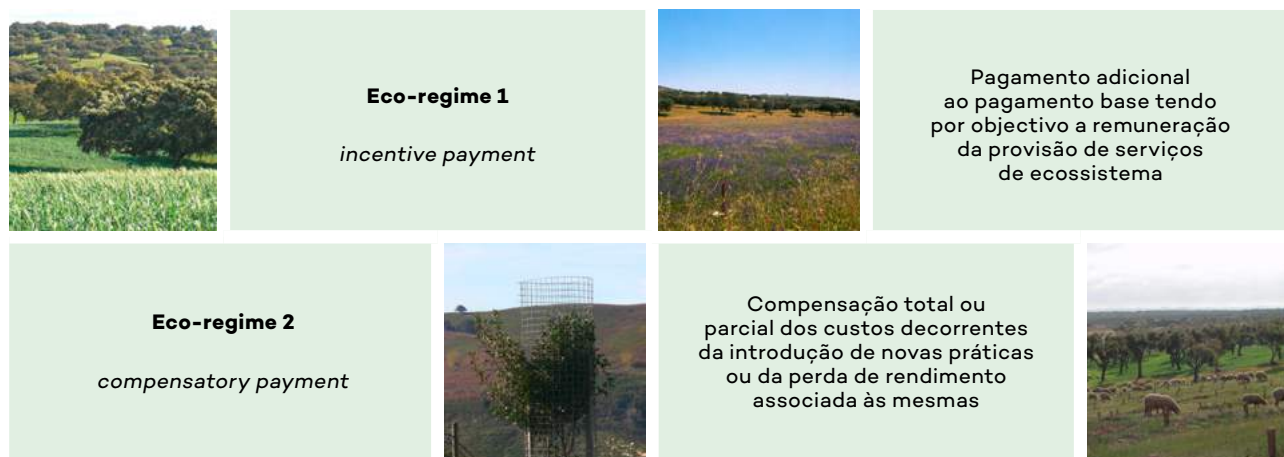 Eco-regime 1
incentive payment
Pagamento adicional
ao pagamento base tendo
por objectivo a remuneração
da provisão de serviços
de ecossistema
Eco-regime 2
compensatory payment
Compensação total ou
parcial dos custos decorrentes
da introdução de novas práticas
ou da perda de rendimento
associada às mesmas